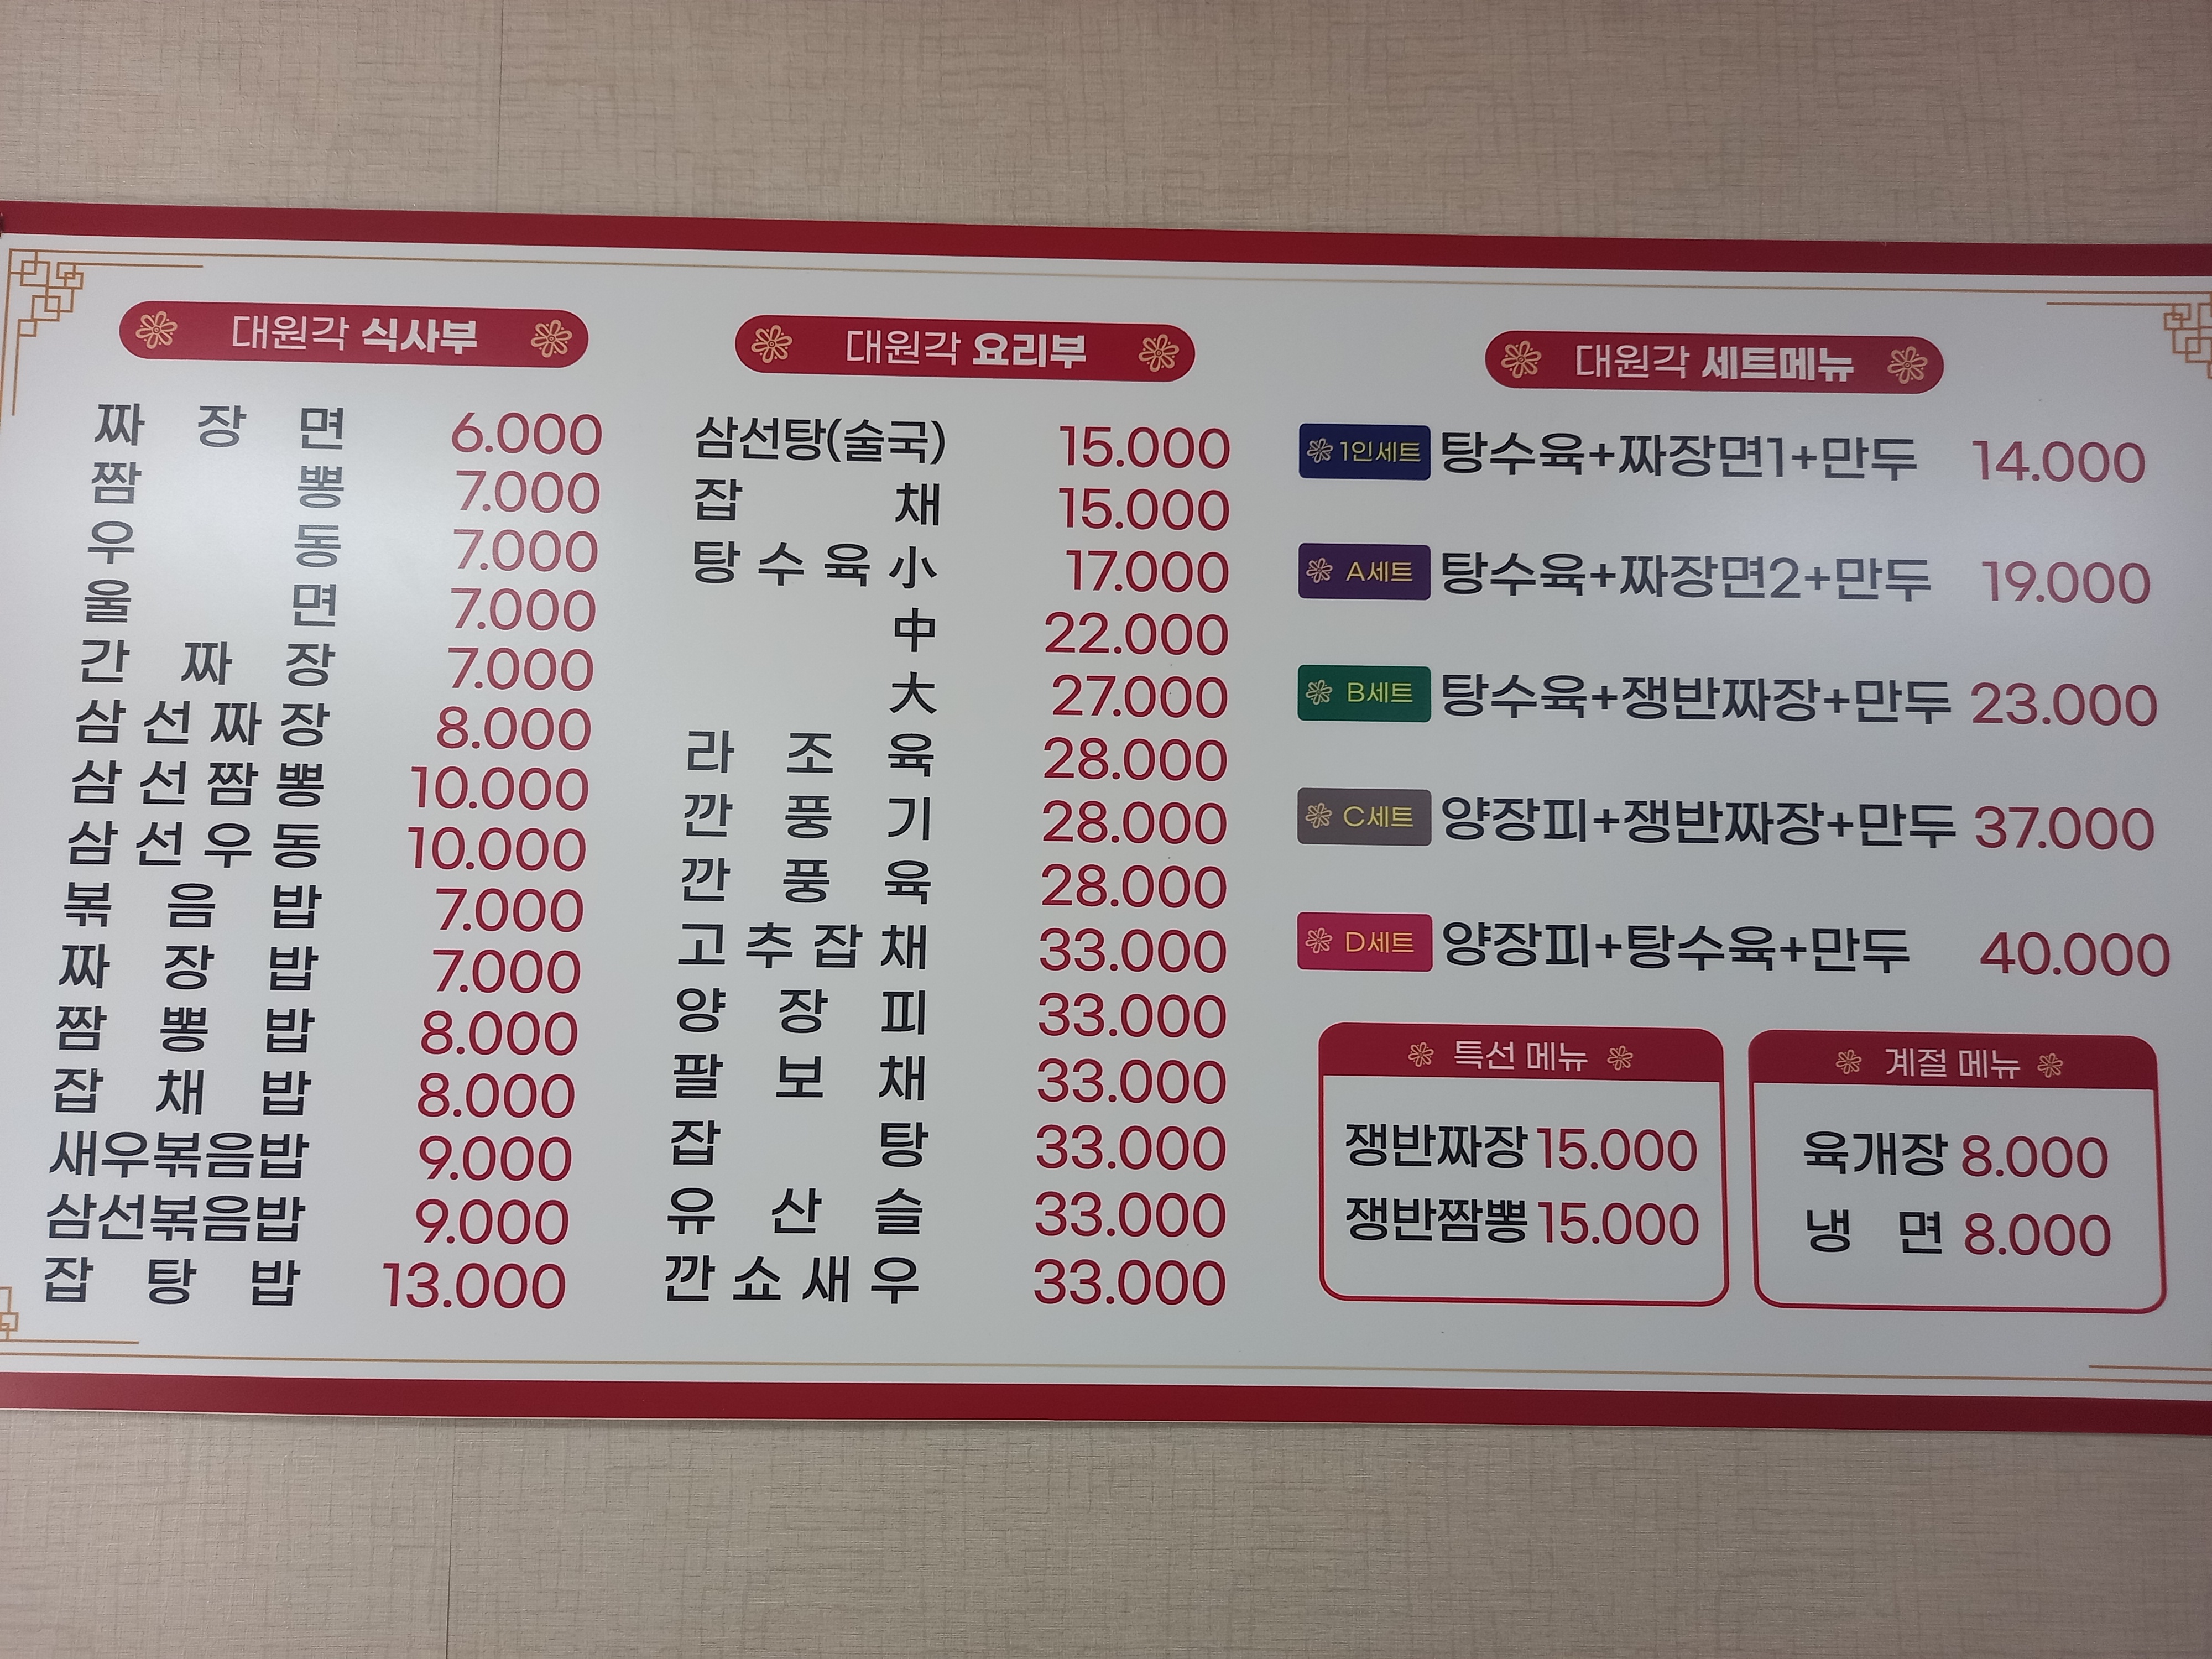 대원각 식사부
짜장면 6.000
짬뽕 7.000
우동 7.000
울면 7.000
간짜장 7.000
삼선짜장 8.000
삼선짬뽕 10.000
삼선우동 10.000
볶음밥 7.000
짜장밥 7.000
짬뽕밥 8.000
잡채밥 8.000
새우볶음밥 9.000
삼선볶음밥 9.000
잡탕밥 13.000
대원각 요리부
삼선탕(술국) 15.000
잡채 15.000
탕수육 小 17.000
中 22.000
大 27.000
라조육 28.000
깐풍기 28.000
깐풍육 28.000
고추잡채 33.000
양장피 33.000
팔보채 33.000
잡탕 33.000
유산슬 33.000
깐쇼새우 33.000
대원각 세트메뉴
1인세트 탕수육+짜장면1+만두 14.000
A세트 탕수육+짜장면2+만두 19.000
B세트 탕수육+쟁반짜장+만두 23.000
C세트 양장피+쟁반짜장+만두 37.000
D세트 양장피+탕수육+만두 40.000
특선 메뉴
쟁반짜장 15.000
쟁반짬뽕 15.000
계절 메뉴
육개장 8.000
냉면 8.000